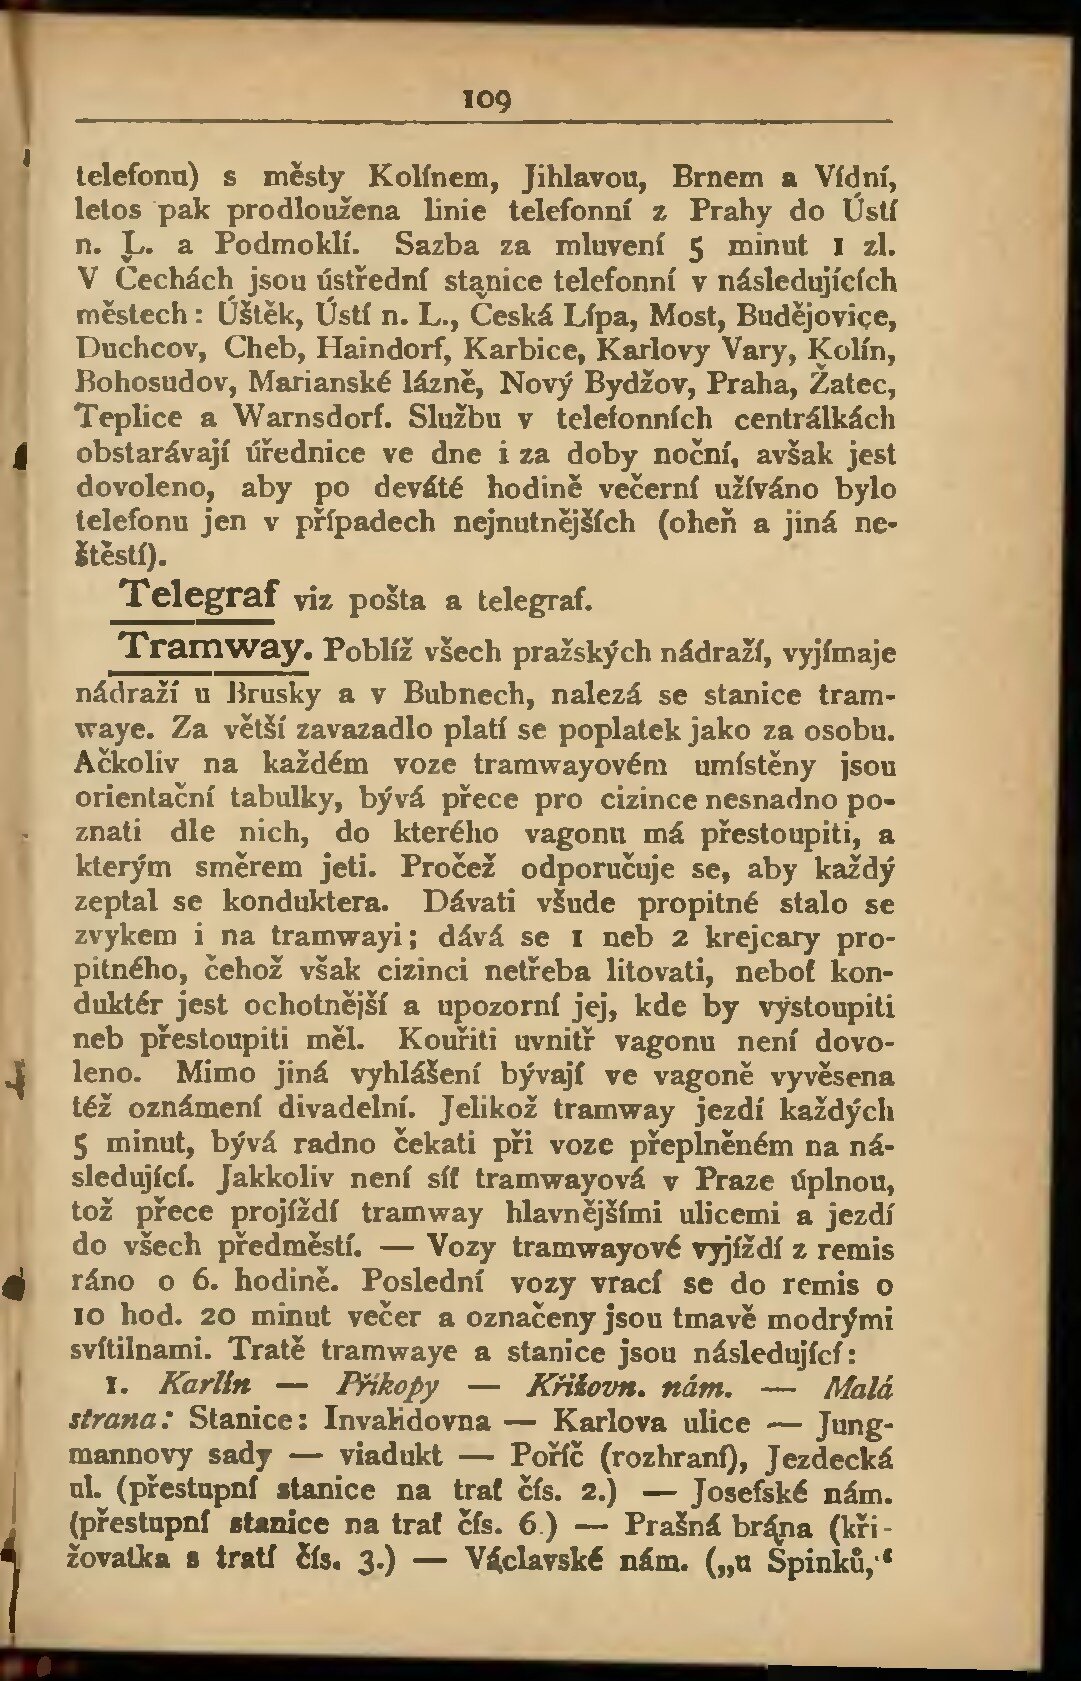 109
telefonu) s městy Kolínem, Jihlavou, Brnem a Vídní,
letos pak prodloužena linie telefonní z Prahy do Ústí
n. L. a Podmoklí. Sazba za mluvení 5 minut 1 zl.
V Čechách jsou ústřední stanice telefonní v následujících
městech: Úštěk, Ústí n. L., Česká Lípa, Most, Budějovice,
Duchcov, Cheb, Haindorf, Karbice, Karlovy Vary, Kolín,
Bohosudov, Marianské lázně, Nový Bydžov, Praha, Žatec,
Teplice a Warnsdorf. Službu v telefonních centrálkách
obstarávají úřednice ve dne i za doby noční, avšak jest
dovoleno, aby po deváté hodině večerní užíváno bylo
telefonu jen v případech nejnutnějších (oheň a jiná ne-
štěstí).
Telegraf viz pošta a telegraf.
Tramway. Poblíž všech pražských nádraží, vyjímaje
nádraží u Brusky a v Bubnech, nalezá se stanice tram-
waye. Za větší zavazadlo platí se poplatek jako za osobu.
Ačkoliv na každém voze tramwayovém umístěny jsou
orientační tabulky, bývá přece pro cizince nesnadno po-
znati dle nich, do kterého vagonu má přestoupiti, a
kterým směrem jeti. Pročež odporučuje se, aby každý
zeptal se konduktera. Dávati všude propitné stalo se
zvykem i na tramwayi; dává se 1 neb 2 krejcary pro-
pitného, čehož však cizinci netřeba litovati, neboť kon-
duktér jest ochotnější a upozorní jej, kde by výstoupiti
neb přestoupiti měl. Kouřiti uvnitř vagonu není dovo-
leno. Mimo jiná vyhlášení bývají ve vagoně vyvěsena
též oznámení divadelní. Jelikož tramway jezdí každých
5 minut, bývá radno čekati při voze přeplněném na ná-
sledující. Jakkoliv není síť tramwayová v Praze úplnou,
tož přece projíždí tramway hlavnějšími ulicemi a jezdí
do všech předměstí. — Vozy tramwayové vyjíždí z remis
ráno o 6. hodině. Poslední vozy vrací se do remis o
10 hod. 20 minut večer a označeny jsou tmavě modrými
svítilnami. Tratě tramwaye a stanice jsou následující:
1. Karlín — Příkopy — Křižovn. nám. — Malá
strana: Stanice: Invalidovna — Karlova ulice — Jung-
mannovy sady — viadukt — Poříč (rozhraní), Jezdecká
ul. (přestupní stanice na trať čís. 2.) — Josefské nám.
(přestupní stanice na trať čís. 6.) — Prašná brána (kři-
žovatka s tratí čís. 3.) — Václavské nám. („u Špinků,“